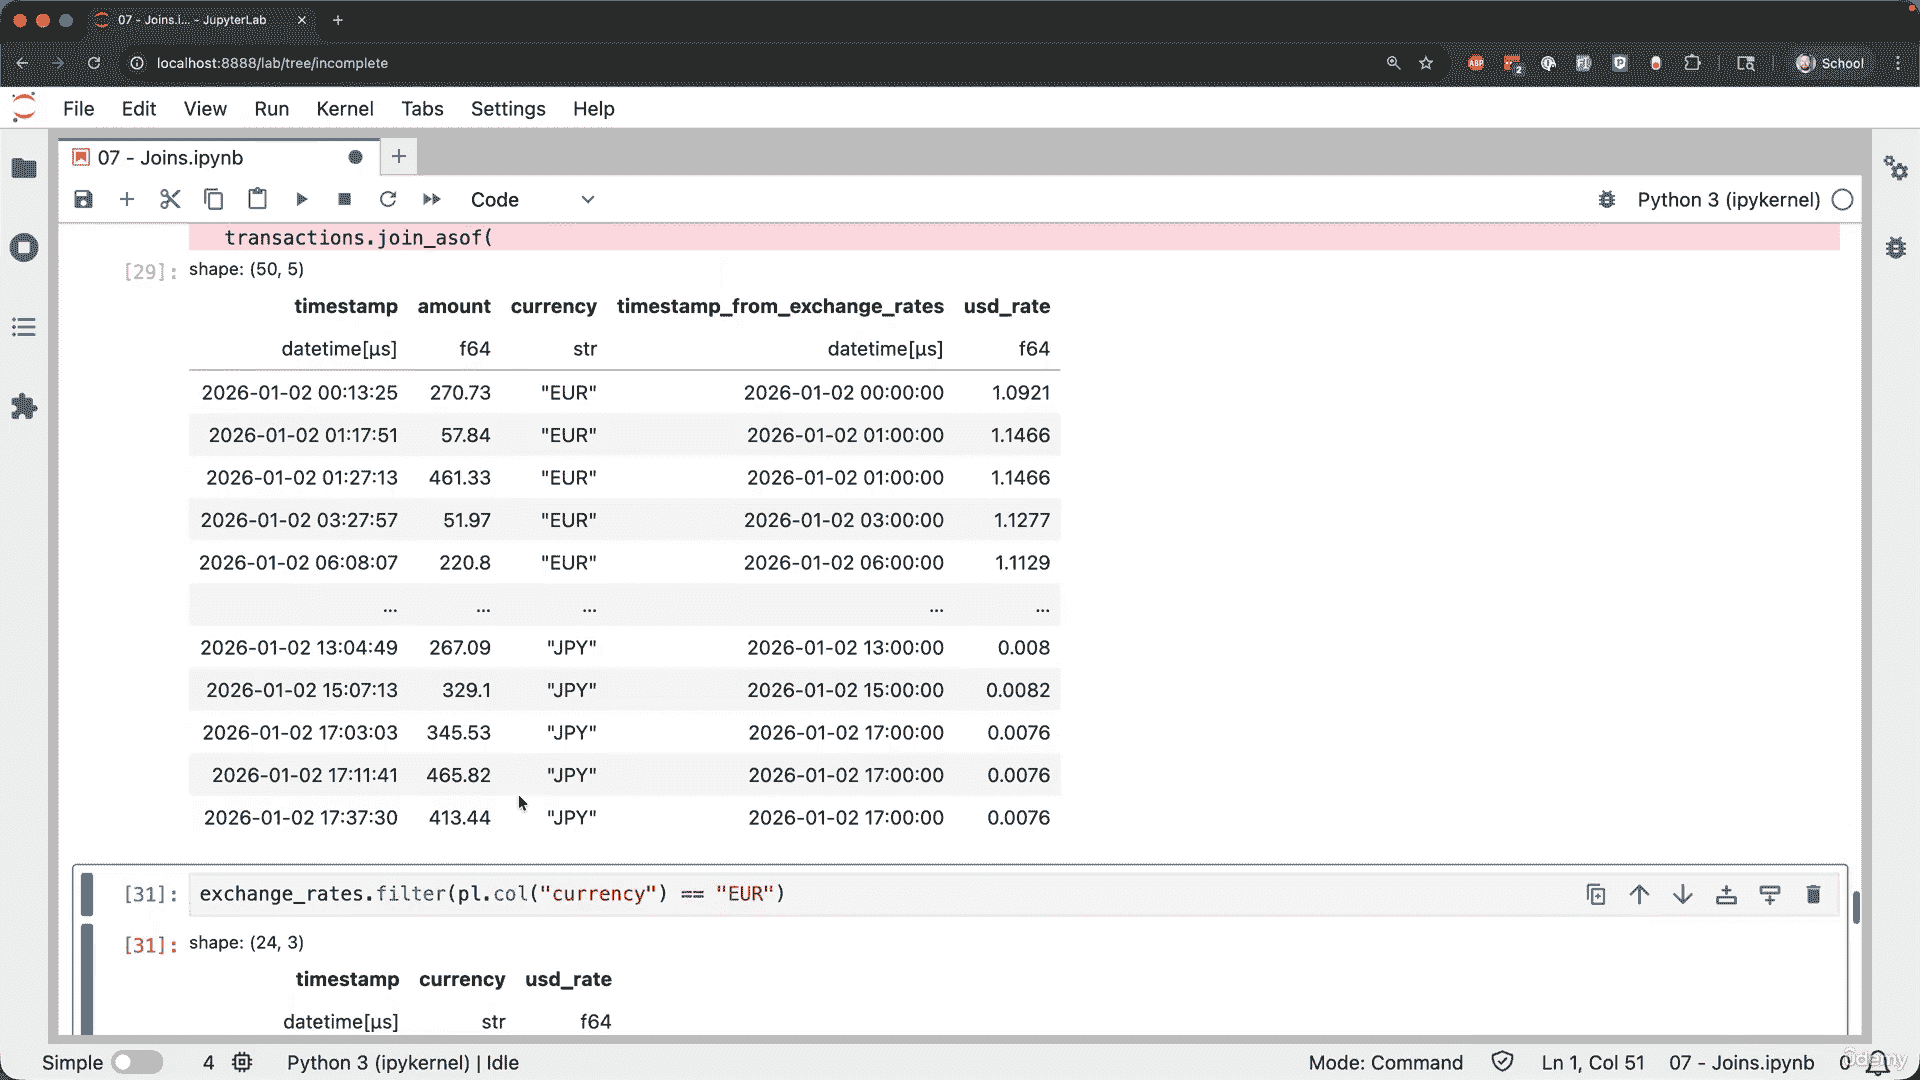 07 - Joins.i... - JupyterLab
localhost:8888/lab/tree/incomplete
ABP
2
School
File Edit View Run Kernel Tabs Settings Help
07 - Joins.ipynb
Code
Python 3 (ipykernel)
transactions.join_asof(
[29]: shape: (50, 5)
timestamp amount currency timestamp_from_exchange_rates usd_rate
datetime[μs] f64 str datetime[μs] f64
2026-01-02 00:13:25 270.73 "EUR" 2026-01-02 00:00:00 1.0921
2026-01-02 01:17:51 57.84 "EUR" 2026-01-02 01:00:00 1.1466
2026-01-02 01:27:13 461.33 "EUR" 2026-01-02 01:00:00 1.1466
2026-01-02 03:27:57 51.97 "EUR" 2026-01-02 03:00:00 1.1277
2026-01-02 06:08:07 220.8 "EUR" 2026-01-02 06:00:00 1.1129
... ... ... ... ...
2026-01-02 13:04:49 267.09 "JPY" 2026-01-02 13:00:00 0.008
2026-01-02 15:07:13 329.1 "JPY" 2026-01-02 15:00:00 0.0082
2026-01-02 17:03:03 345.53 "JPY" 2026-01-02 17:00:00 0.0076
2026-01-02 17:11:41 465.82 "JPY" 2026-01-02 17:00:00 0.0076
2026-01-02 17:37:30 413.44 "JPY" 2026-01-02 17:00:00 0.0076
[31]: exchange_rates.filter(pl.col("currency") == "EUR")
[31]: shape: (24, 3)
timestamp currency usd_rate
datetime[μs] str f64
Simple 4 Python 3 (ipykernel) | Idle Mode: Command Ln 1, Col 51 07 - Joins.ipynb 0
udemy